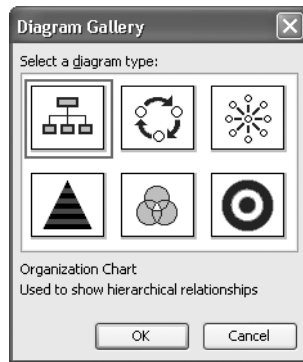 Diagram Gallery
Select a diagram type:
Organization Chart
Used to show hierarchical relationships
OK
Cancel